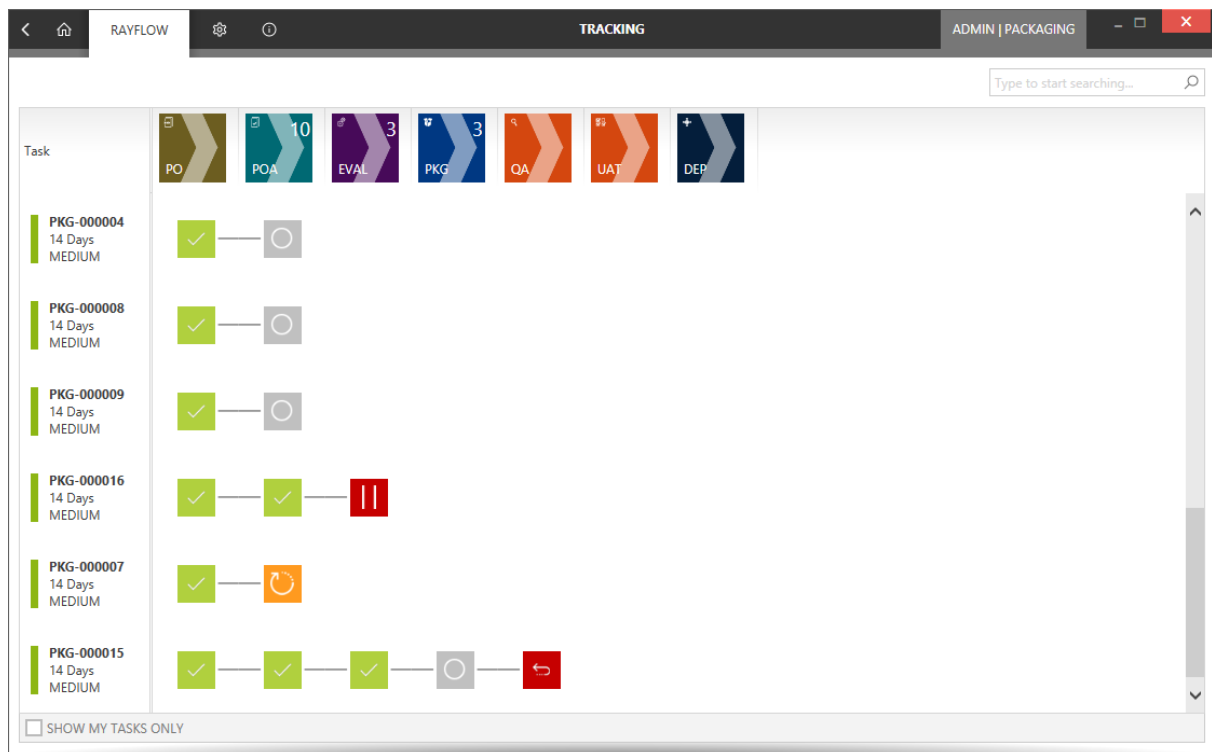 RAYFLOW
TRACKING
ADMIN | PACKAGING
Type to start searching...
Task
PO
10
POA
3
EVAL
3
PKG
QA
UAT
DEP
PKG-000004
14 Days
MEDIUM
PKG-000008
14 Days
MEDIUM
PKG-000009
14 Days
MEDIUM
PKG-000016
14 Days
MEDIUM
PKG-000007
14 Days
MEDIUM
PKG-000015
14 Days
MEDIUM
SHOW MY TASKS ONLY